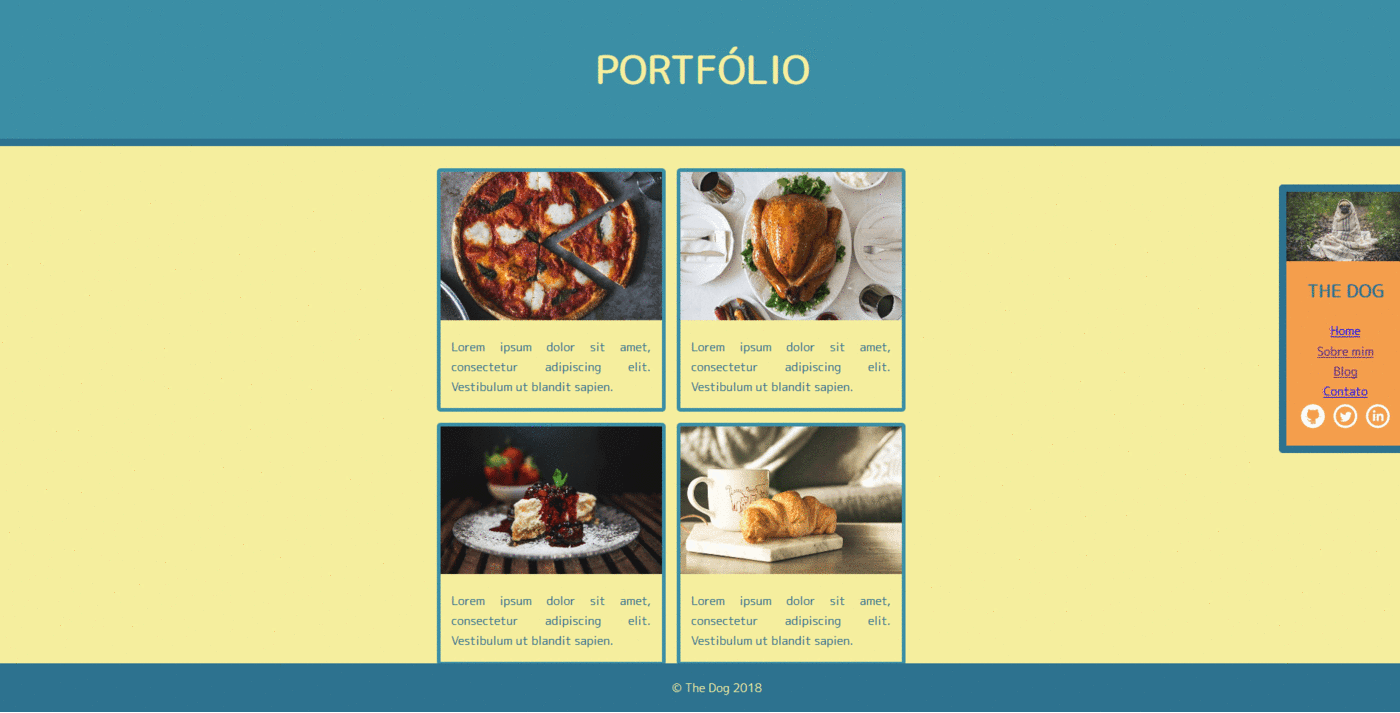 PORTFÓLIO
Lorem ipsum dolor sit amet,
consectetur adipiscing elit.
Vestibulum ut blandit sapien.
Lorem ipsum dolor sit amet,
consectetur adipiscing elit.
Vestibulum ut blandit sapien.
Lorem ipsum dolor sit amet,
consectetur adipiscing elit.
Vestibulum ut blandit sapien.
Lorem ipsum dolor sit amet,
consectetur adipiscing elit.
Vestibulum ut blandit sapien.
THE DOG
Home
Sobre mim
Blog
Contato
in
© The Dog 2018